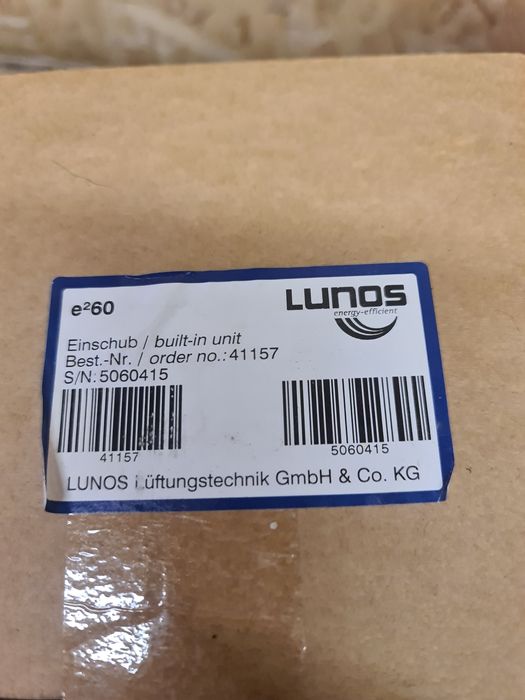 e²60
LUNOS
energy-efficient
Einschub / built-in unit
Best.-Nr. / order no.: 41157
S/N: 5060415
41157
5060415
LUNOS Lüftungstechnik GmbH & Co. KG